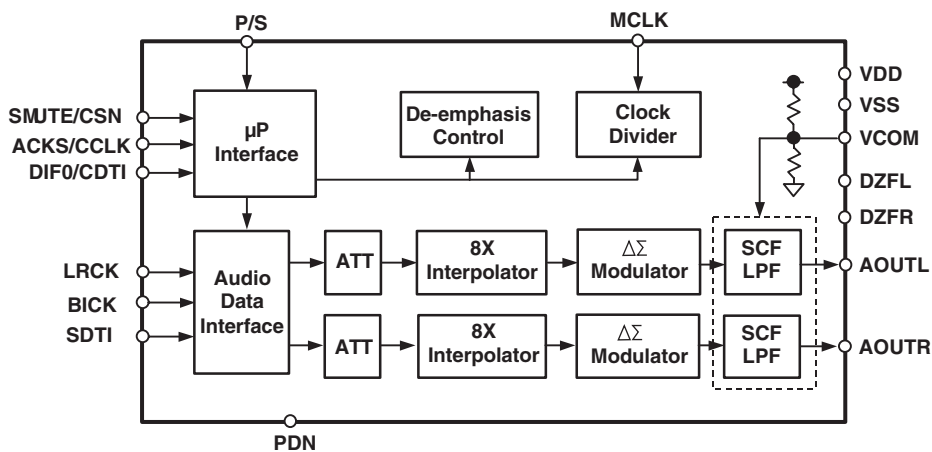 P/S
MCLK
VDD
SMUTE/CSN
µP
Interface
De-emphasis
Control
Clock
Divider
VSS
ACKS/CCLK
VCOM
DIF0/CDTI
DZFL
DZFR
LRCK
Audio
Data
Interface
ATT
8X
Interpolator
ΔΣ
Modulator
SCF
LPF
AOUTL
BICK
SDTI
ATT
8X
Interpolator
ΔΣ
Modulator
SCF
LPF
AOUTR
PDN